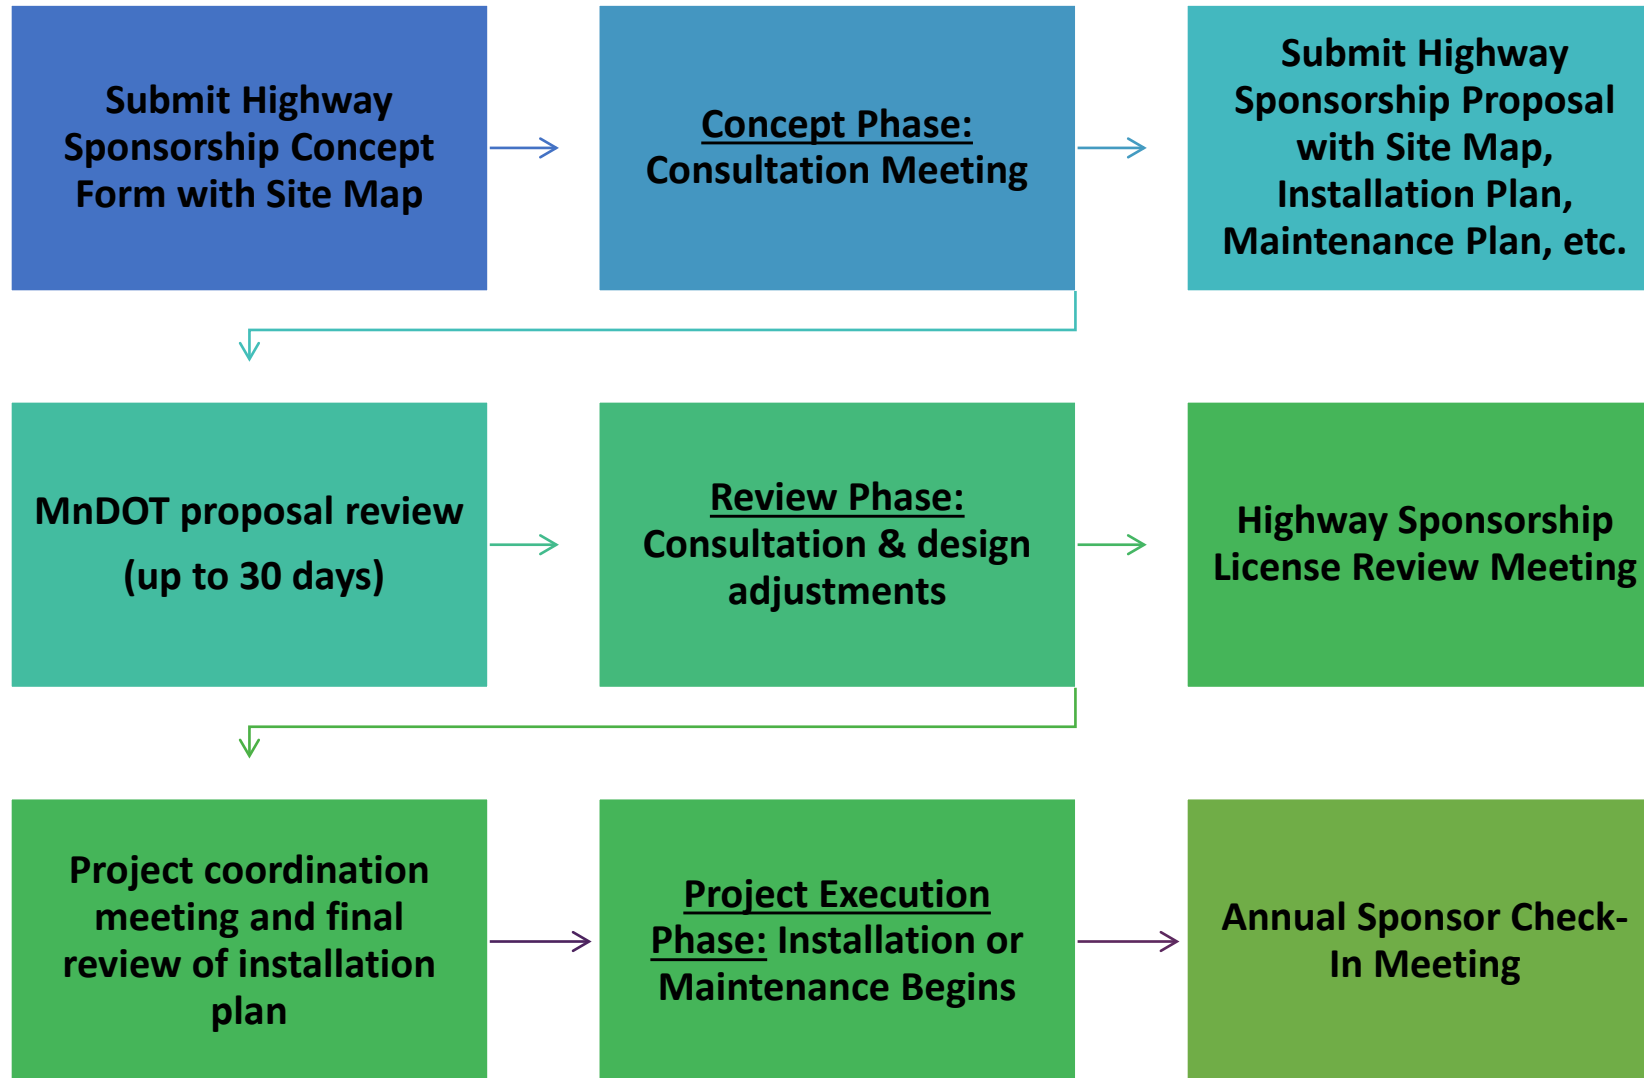 Submit Highway
Sponsorship Concept
Form with Site Map
Concept Phase:
Consultation Meeting
Submit Highway
Sponsorship Proposal
with Site Map,
Installation Plan,
Maintenance Plan, etc.
MnDOT proposal review
(up to 30 days)
Review Phase:
Consultation & design
adjustments
Highway Sponsorship
License Review Meeting
Project coordination
meeting and final
review of installation
plan
Project Execution
Phase: Installation or
Maintenance Begins
Annual Sponsor Check-
In Meeting